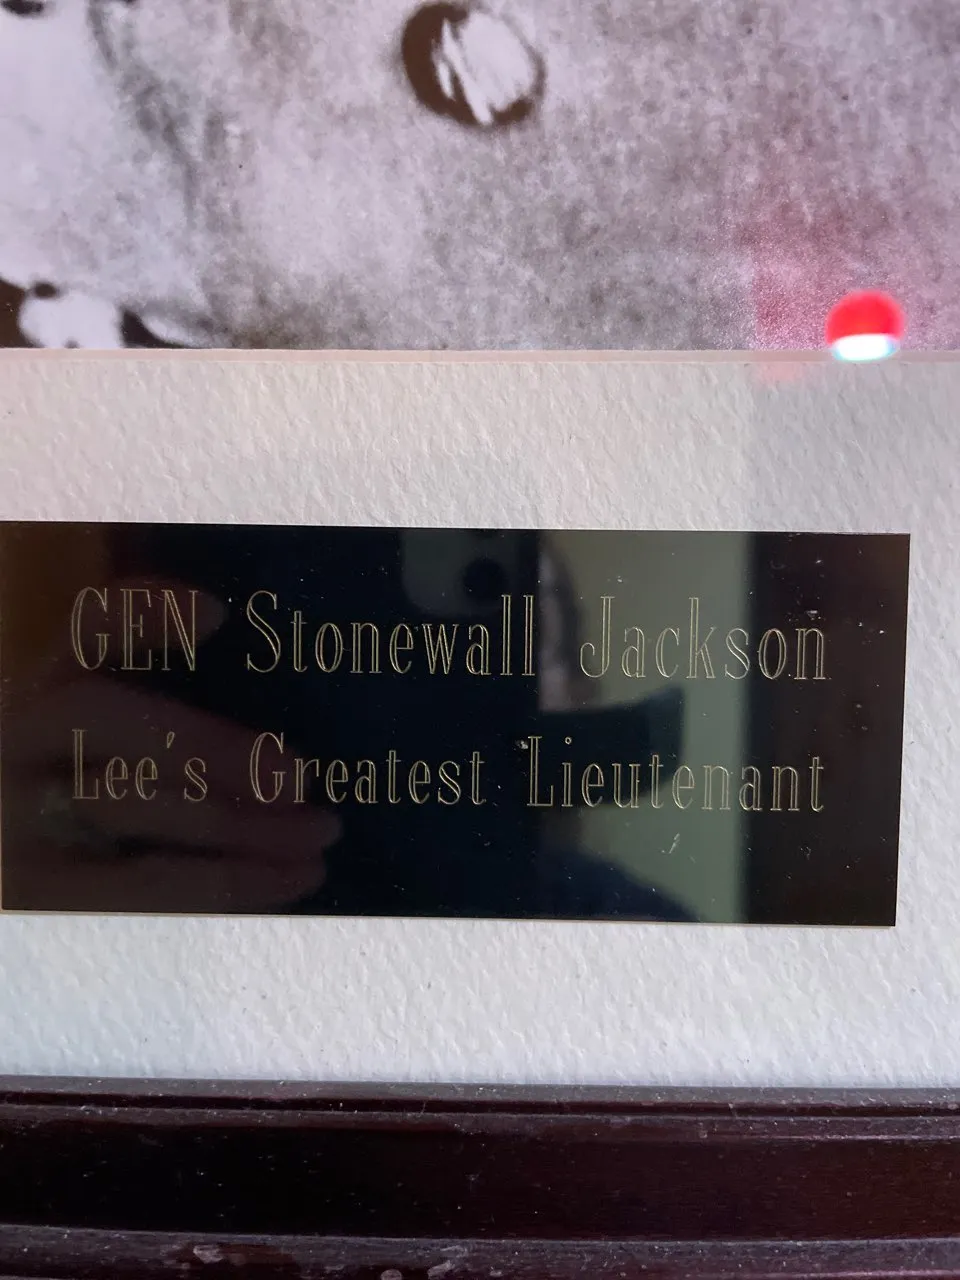 GEN Stonewall Jackson
Lee's Greatest Lieutenant